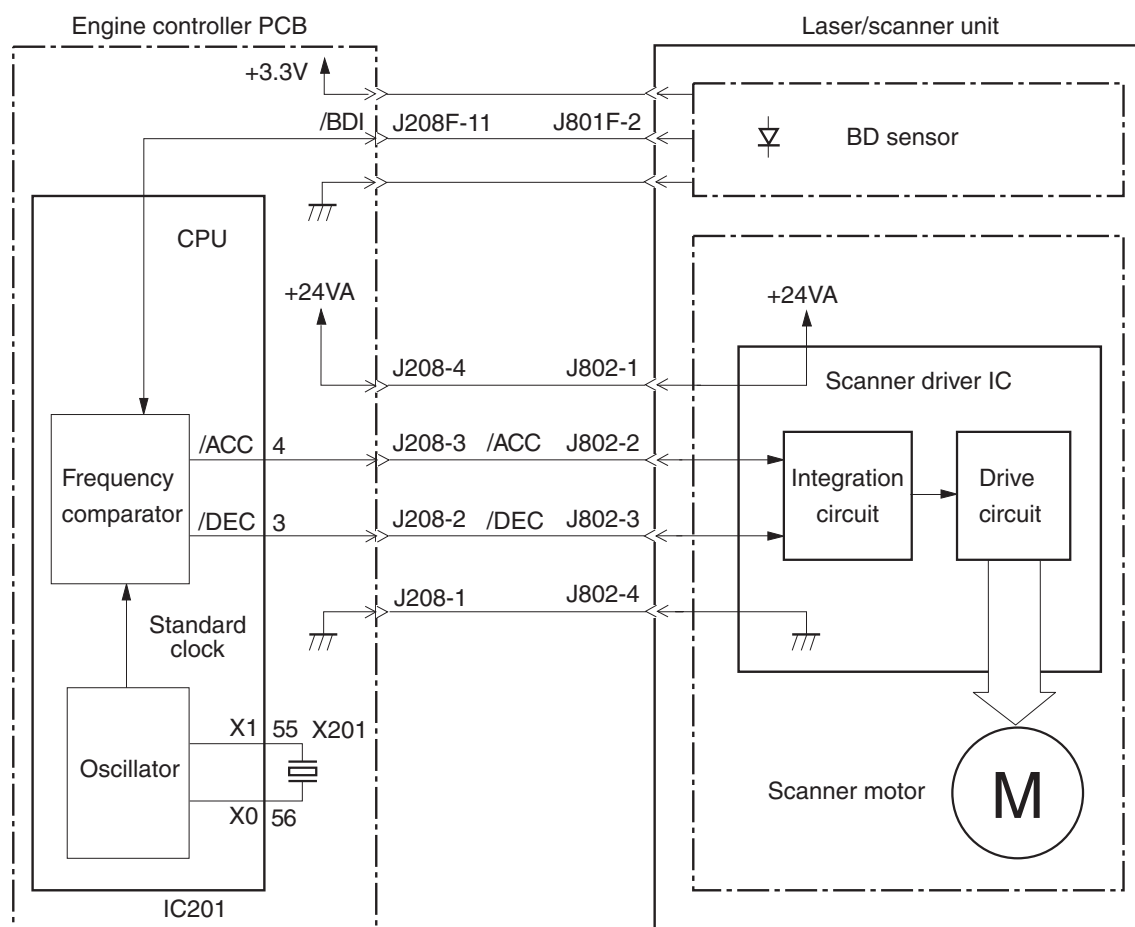 Engine controller PCB
Laser/scanner unit
+3.3V
/BDI
J208F-11
J801F-2
BD sensor
CPU
+24VA
+24VA
J208-4
J802-1
Scanner driver IC
/ACC
4
J208-3
/ACC
J802-2
Frequency
comparator
Integration
circuit
Drive
circuit
/DEC
3
J208-2
/DEC
J802-3
J208-1
J802-4
Standard
clock
X1
55
X201
Oscillator
X0
56
Scanner motor
M
IC201